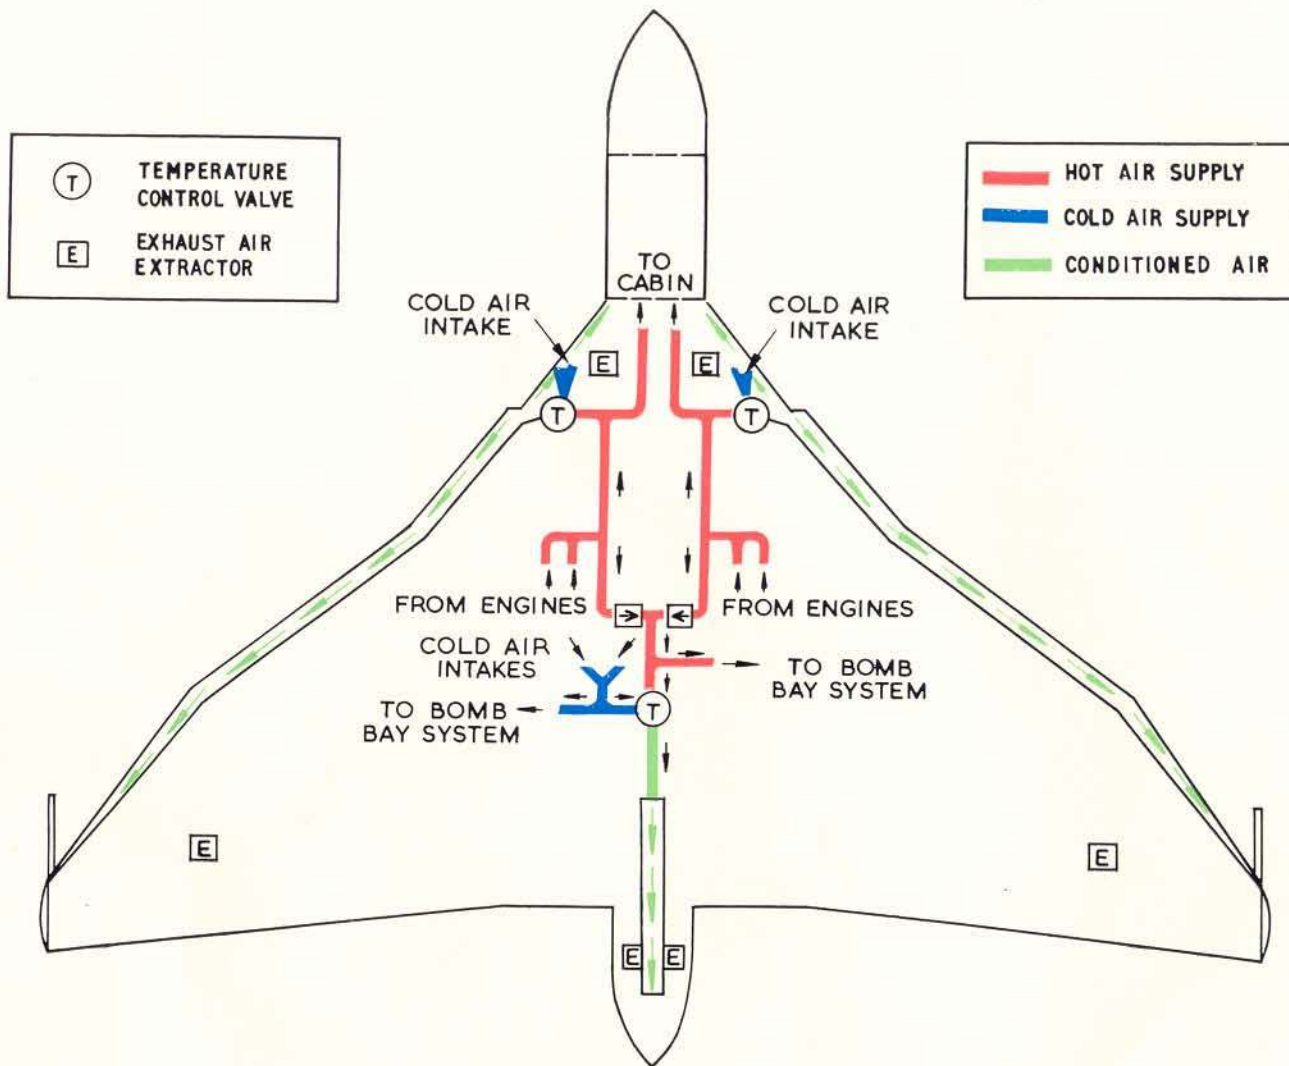 T
TEMPERATURE
CONTROL VALVE
E
EXHAUST AIR
EXTRACTOR
HOT AIR SUPPLY
COLD AIR SUPPLY
CONDITIONED AIR
TO
CABIN
COLD AIR
INTAKE
COLD AIR
INTAKE
E
E
T
T
FROM ENGINES
FROM ENGINES
COLD AIR
INTAKES
TO BOMB
BAY SYSTEM
TO BOMB
BAY SYSTEM
T
E
E
E
E